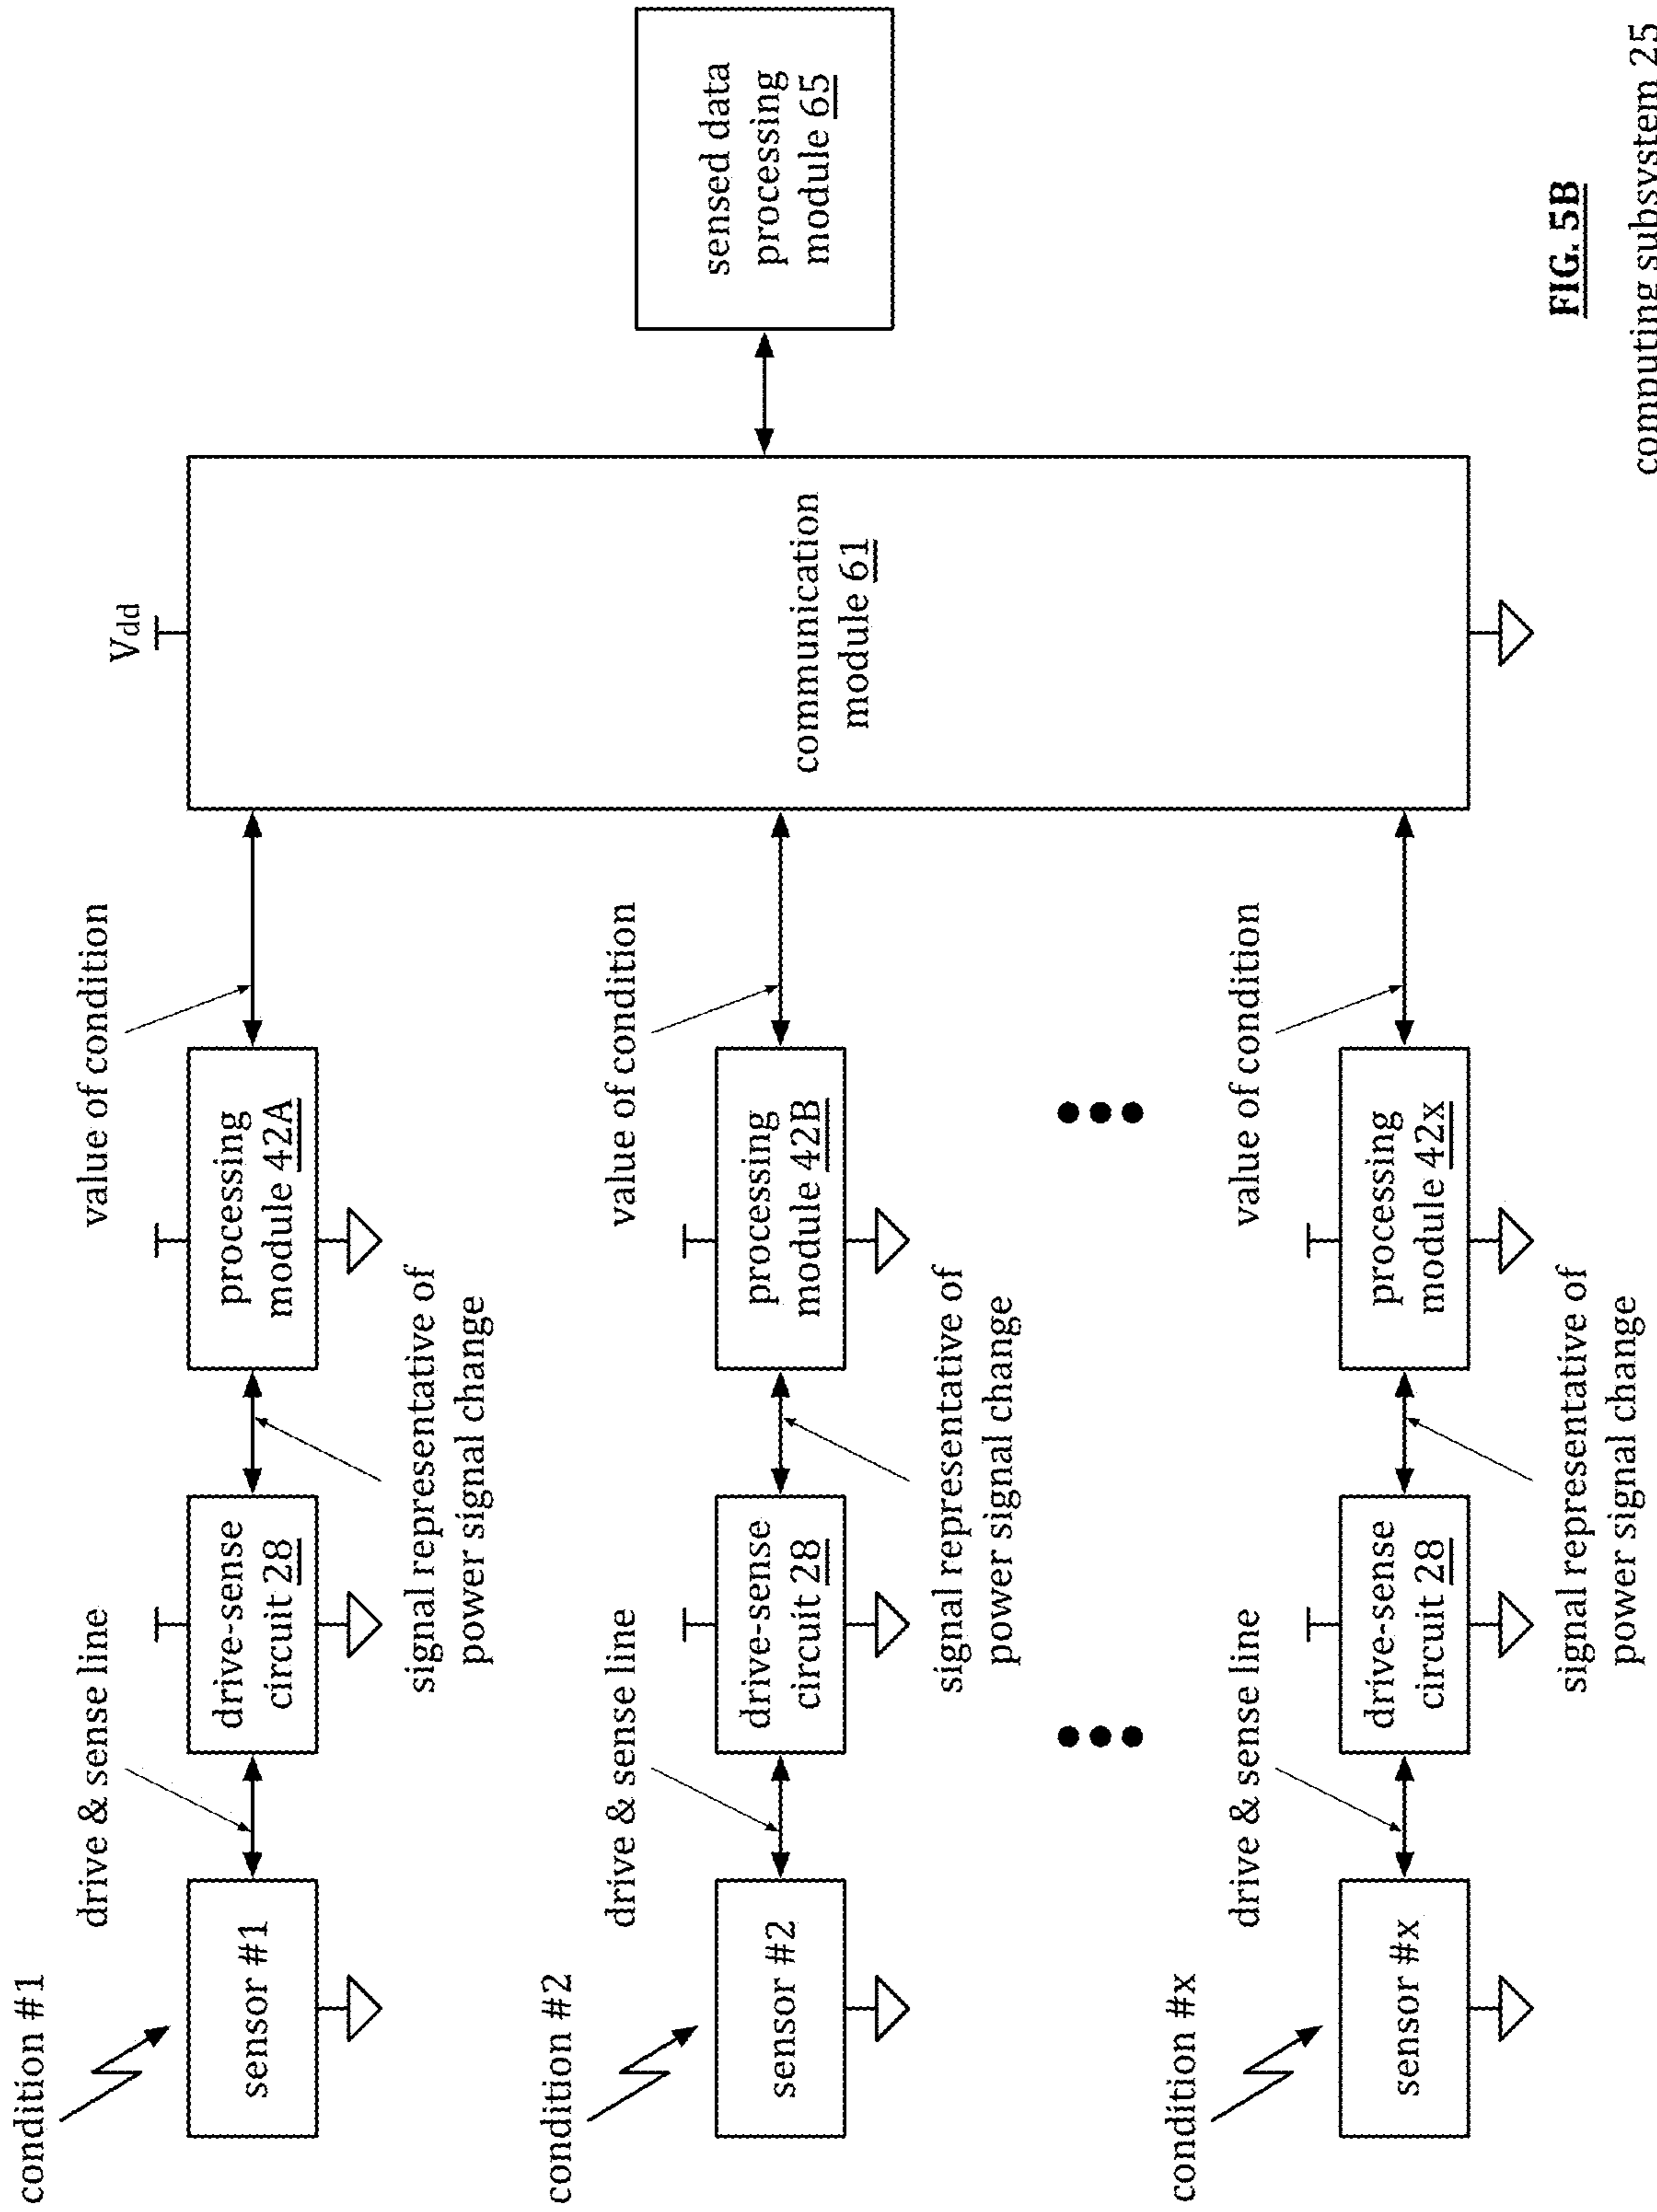 condition #1
drive & sense line
value of condition
Vdd
sensor #1
drive-sense
circuit 28
processing
module 42A
signal representative of
power signal change
condition #2
drive & sense line
value of condition
sensor #2
drive-sense
circuit 28
processing
module 42B
signal representative of
power signal change
communication
module 61
sensed data
processing
module 65
condition #x
drive & sense line
value of condition
sensor #x
drive-sense
circuit 28
processing
module 42x
signal representative of
power signal change
FIG. 5B
computing subsystem 25